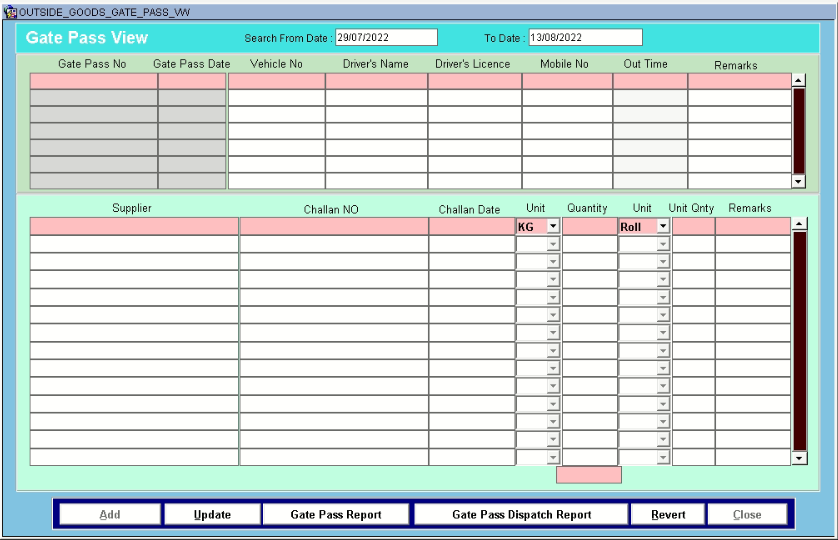 OUTSIDE_GOODS_GATE_PASS_VW
Gate Pass View Search From Date : 29/07/2022 To Date : 13/08/2022
Gate Pass No Gate Pass Date Vehicle No Driver's Name Driver's Licence Mobile No Out Time Remarks
Supplier Challan NO Challan Date Unit Quantity Unit Unit Qnty Remarks
KG Roll
Add Update Gate Pass Report Gate Pass Dispatch Report Revert Close